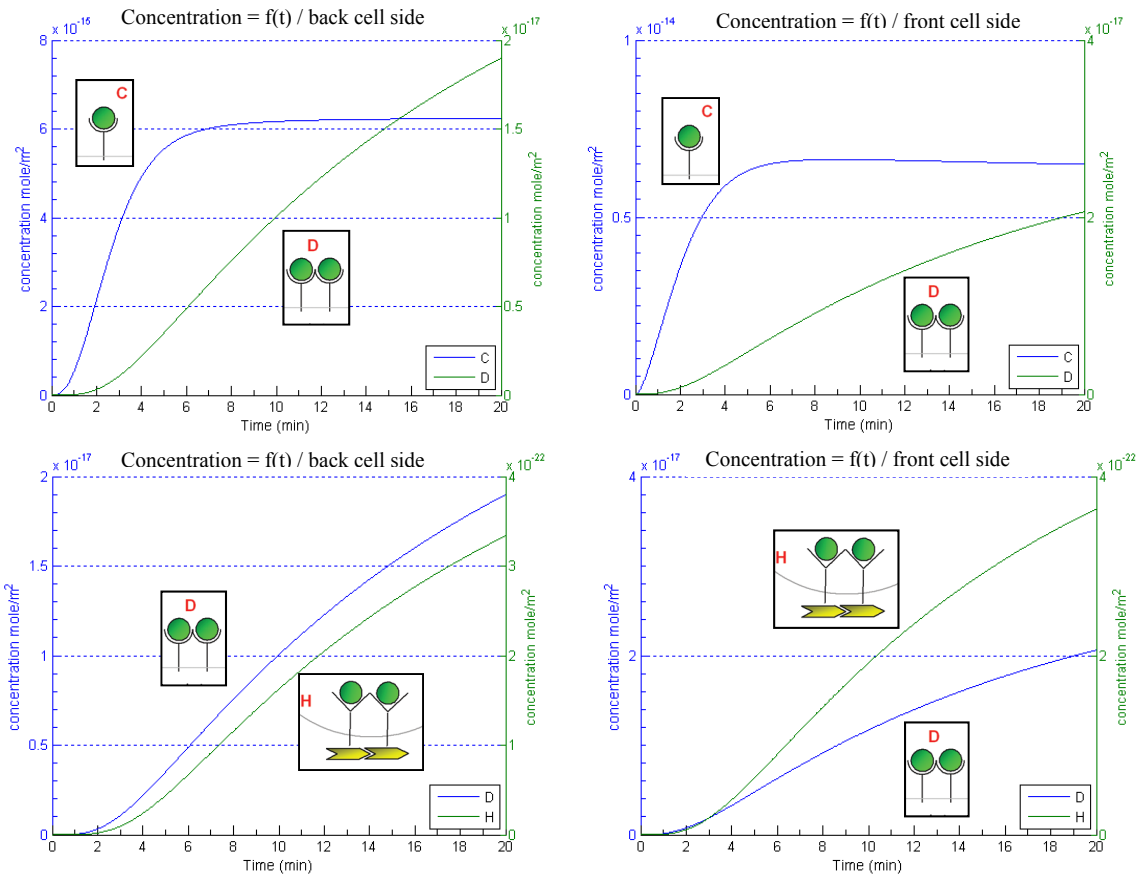 Concentration = f(t) / back cell side
x 10-16
x 10-17
8
6
4
2
0
2
1.5
1
0.5
0
concentration mole/m2
concentration mole/m2
C
D
C
D
0 2 4 6 8 10 12 14 16 18 20
Time (min)
Concentration = f(t) / front cell side
x 10-14
x 10-17
1
0.5
0
4
2
0
concentration mole/m2
concentration mole/m2
C
D
C
D
0 2 4 6 8 10 12 14 16 18 20
Time (min)
Concentration = f(t) / back cell side
x 10-17
x 10-22
2
1.5
1
0.5
0
4
3
2
1
0
concentration mole/m2
concentration mole/m2
D
H
D
H
0 2 4 6 8 10 12 14 16 18 20
Time (min)
Concentration = f(t) / front cell side
x 10-17
x 10-22
4
2
0
4
2
0
concentration mole/m2
concentration mole/m2
H
D
D
H
0 2 4 6 8 10 12 14 16 18 20
Time (min)